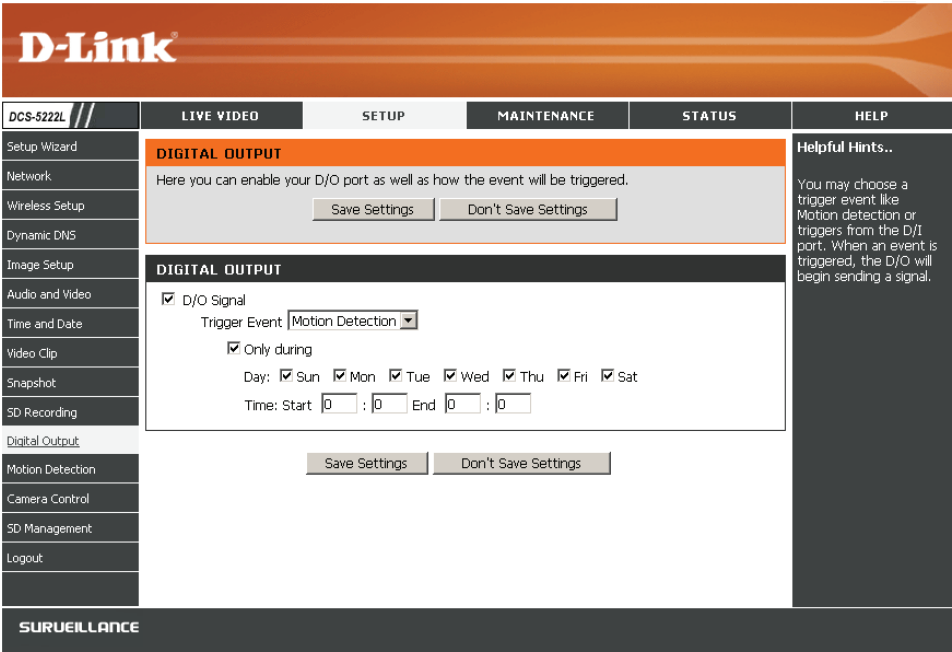 D-Link®
DCS-5222L
LIVE VIDEO
SETUP
MAINTENANCE
STATUS
HELP
Setup Wizard
Network
Wireless Setup
Dynamic DNS
Image Setup
Audio and Video
Time and Date
Video Clip
Snapshot
SD Recording
Digital Output
Motion Detection
Camera Control
SD Management
Logout
DIGITAL OUTPUT
Here you can enable your D/O port as well as how the event will be triggered.
Save Settings
Don't Save Settings
DIGITAL OUTPUT
D/O Signal
Trigger Event Motion Detection
Only during
Day: Sun Mon Tue Wed Thu Fri Sat
Time: Start 0 : 0 End 0 : 0
Save Settings
Don't Save Settings
Helpful Hints..
You may choose a
trigger event like
Motion detection or
triggers from the D/I
port. When an event is
triggered, the D/O will
begin sending a signal.
SURVEILLANCE